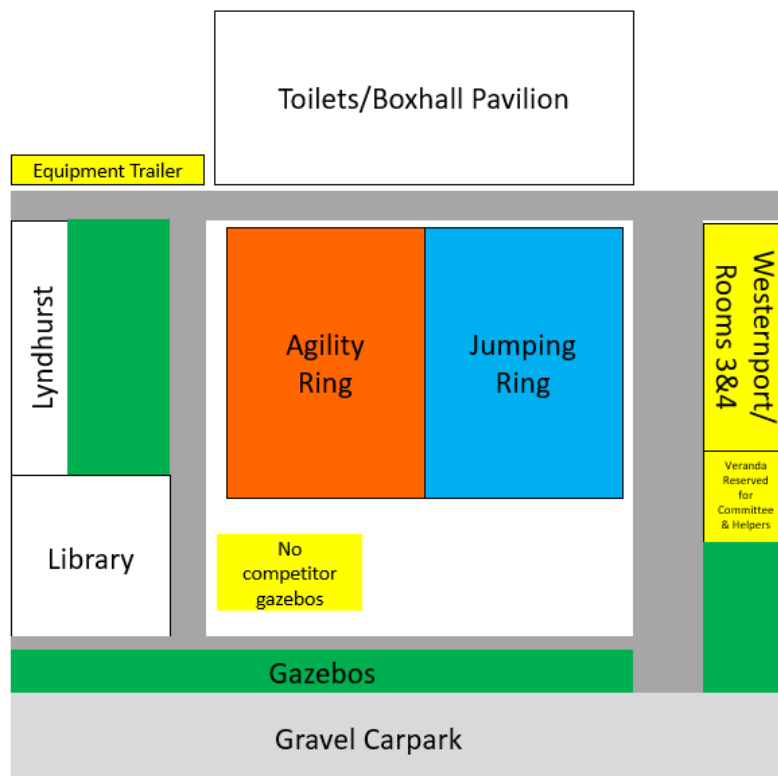 Toilets/Boxhall Pavilion
Equipment Trailer
Lyndhurst
Agility
Ring
Jumping
Ring
Westernport/
Rooms 3&4
Veranda
Reserved
for
Committee
& Helpers
Library
No
competitor
gazebos
Gazebos
Gravel Carpark